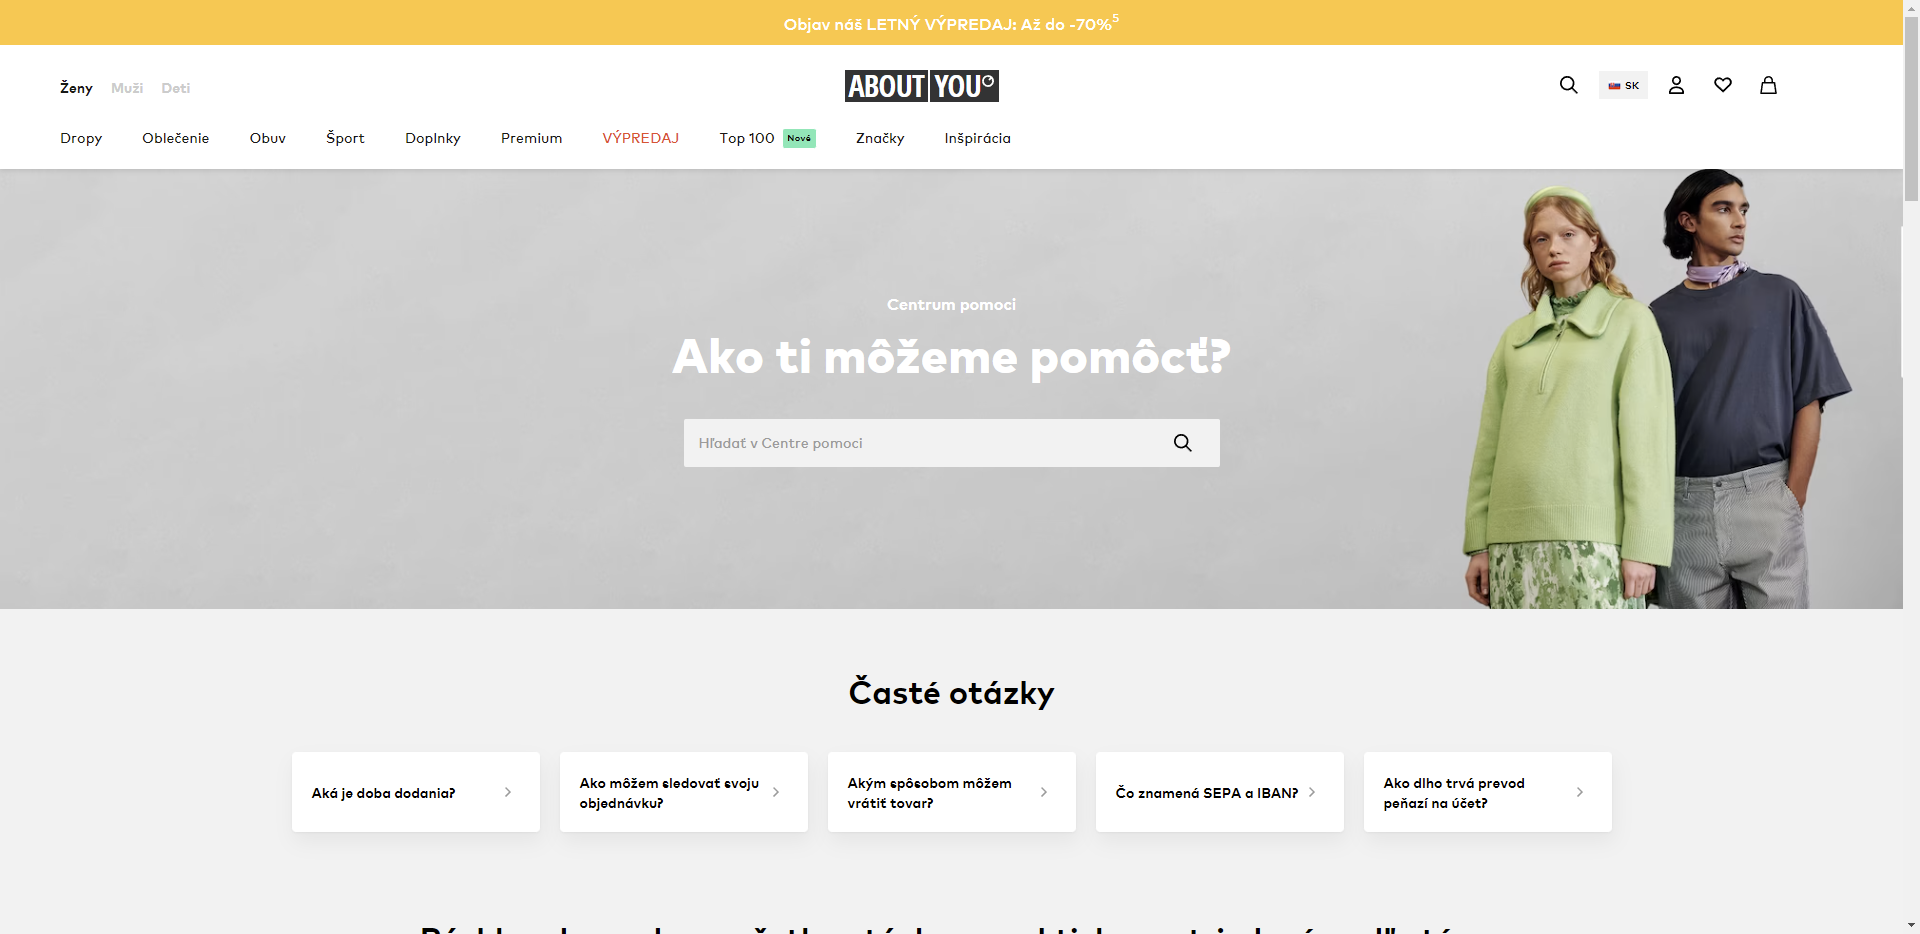 Objav náš LETNÝ VÝPREDAJ: Až do -70%⁵
Ženy Muži Deti
ABOUT YOU
SK
Dropy Oblečenie Obuv Šport Doplnky Premium VÝPREDAJ Top 100 Nové Značky Inšpirácia
Centrum pomoci
Ako ti môžeme pomôcť?
Hľadať v Centre pomoci
Časté otázky
Aká je doba dodania?
Ako môžem sledovať svoju
objednávku?
Akým spôsobom môžem
vrátiť tovar?
Čo znamená SEPA a IBAN?
Ako dlho trvá prevod
peňazí na účet?